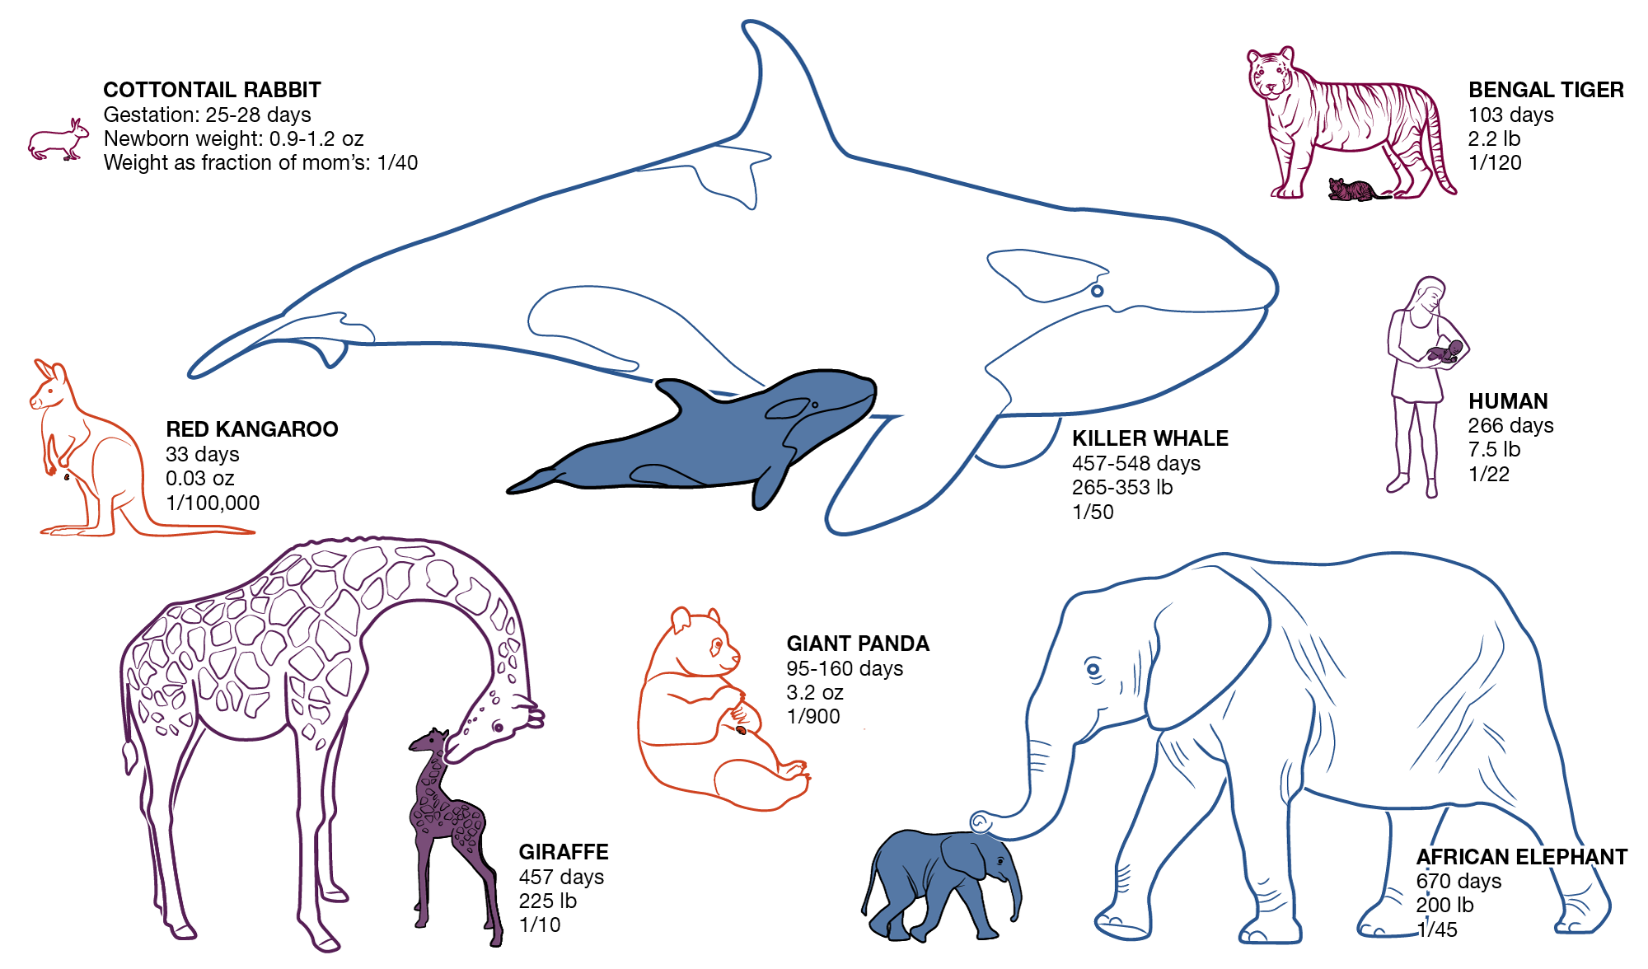 COTTONTAIL RABBIT
Gestation: 25-28 days
Newborn weight: 0.9-1.2 oz
Weight as fraction of mom's: 1/40
BENGAL TIGER
103 days
2.2 lb
1/120
RED KANGAROO
33 days
0.03 oz
1/100,000
KILLER WHALE
457-548 days
265-353 lb
1/50
HUMAN
266 days
7.5 lb
1/22
GIRAFFE
457 days
225 lb
1/10
GIANT PANDA
95-160 days
3.2 oz
1/900
AFRICAN ELEPHANT
670 days
200 lb
1/45